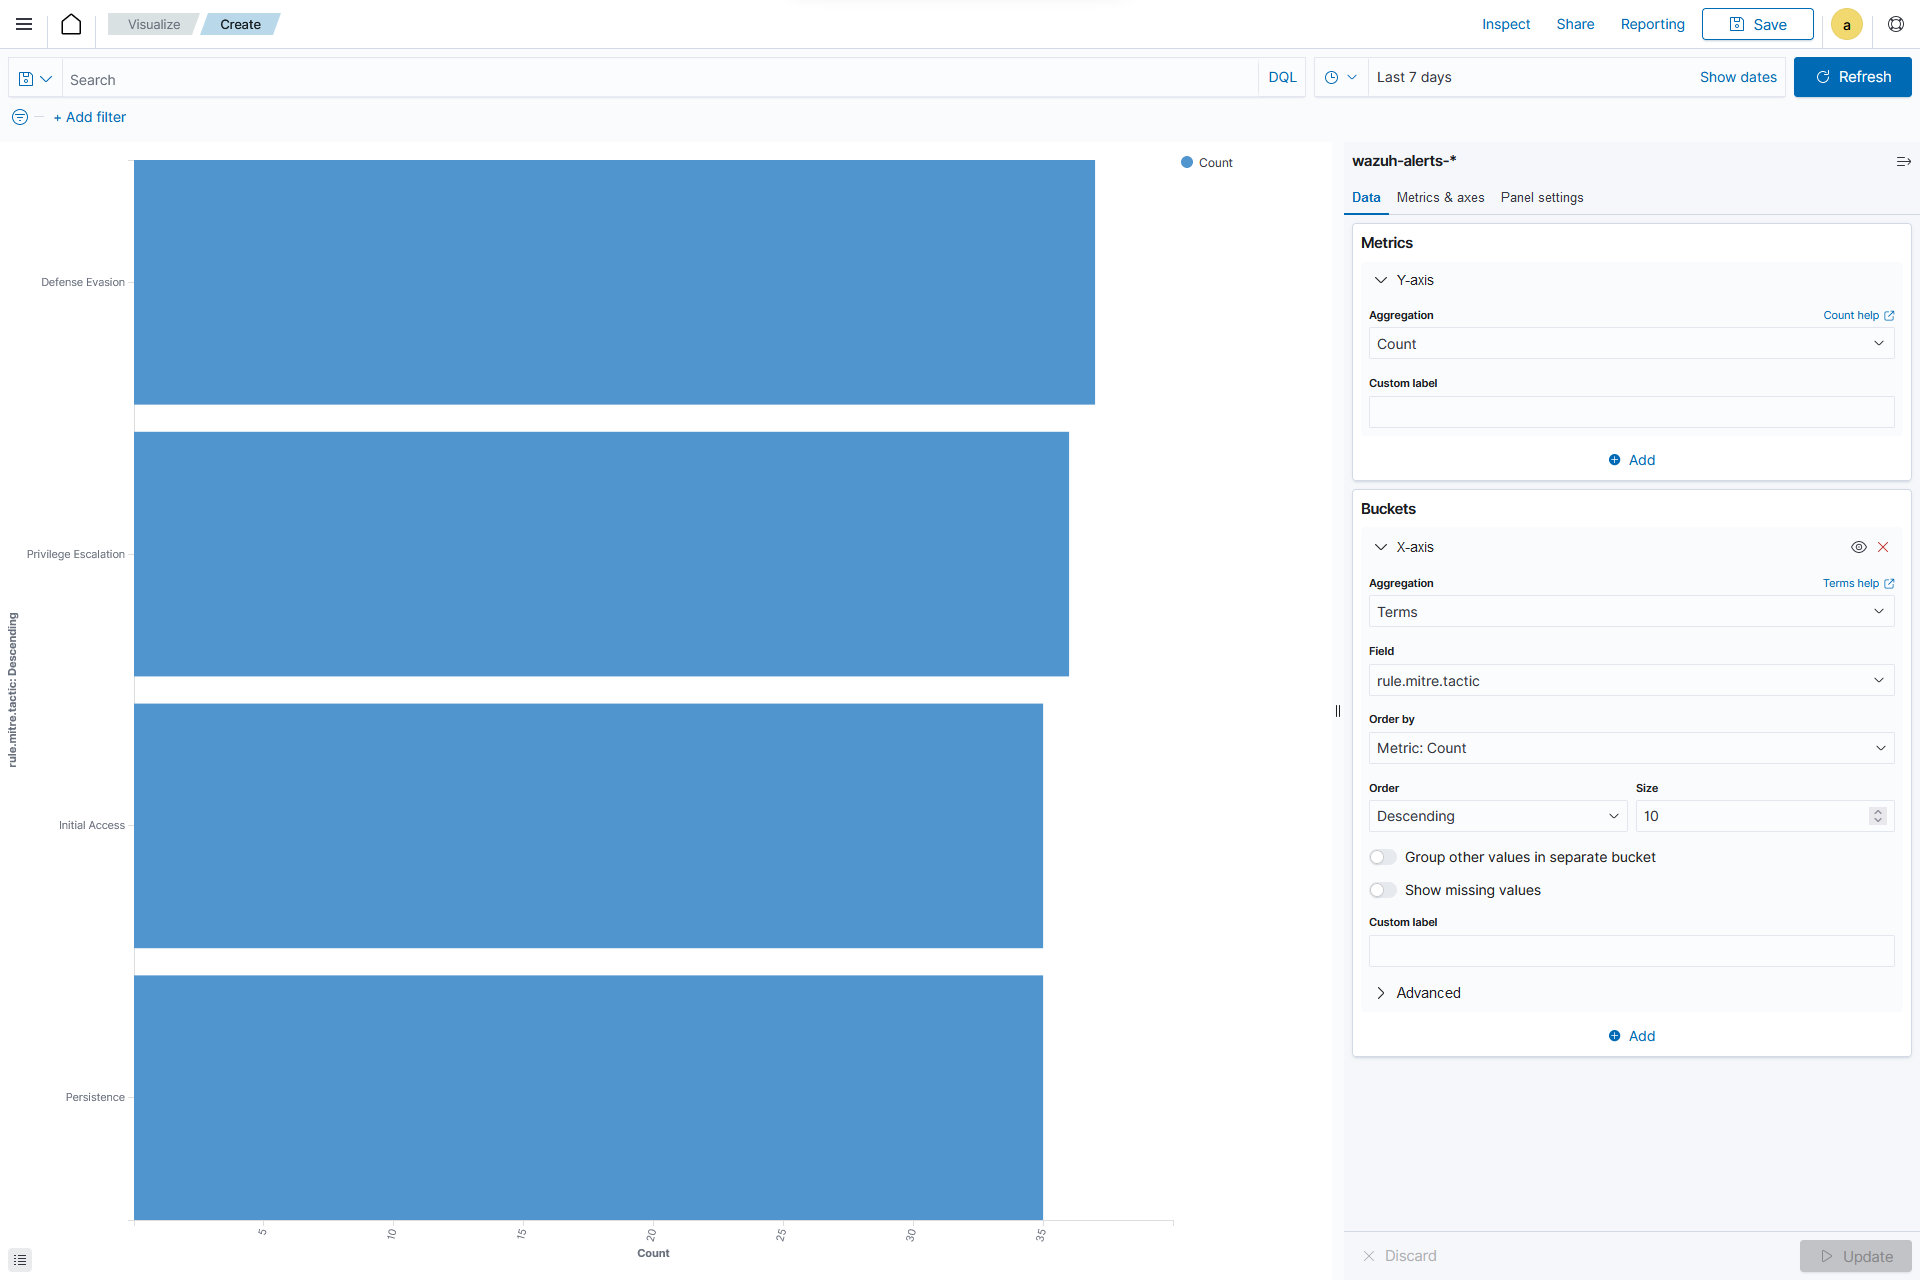 Visualize
Create
Inspect
Share
Reporting
Save
a
Search
DQL
Last 7 days
Show dates
Refresh
+ Add filter
Count
Defense Evasion
Privilege Escalation
Initial Access
Persistence
rule.mitre.tactic: Descending
5
10
15
20
25
30
35
Count
wazuh-alerts-*
Data
Metrics & axes
Panel settings
Metrics
Y-axis
Aggregation
Count help
Count
Custom label
Add
Buckets
X-axis
Aggregation
Terms help
Terms
Field
rule.mitre.tactic
Order by
Metric: Count
Order
Size
Descending
10
Group other values in separate bucket
Show missing values
Custom label
Advanced
Add
Discard
Update